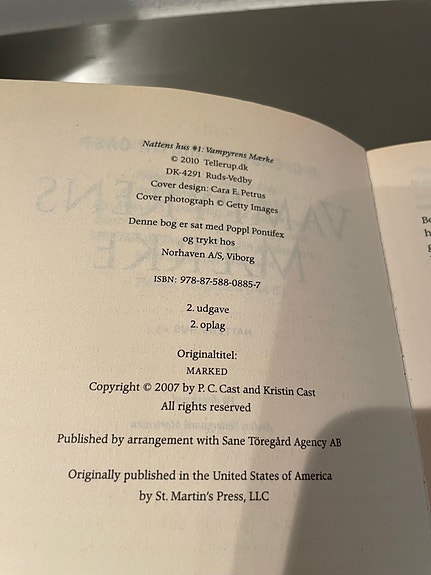 Nattens hus #1: Vampyrens Mærke
© 2010 Tellerup.dk
DK-4291 Ruds-Vedby
Cover design: Cara E. Petrus
Cover photograph © Getty Images
Denne bog er sat med Poppl Pontifex
og trykt hos
Norhaven A/S, Viborg
ISBN: 978-87-588-0885-7
2. udgave
2. oplag
Originaltitel:
MARKED
Copyright © 2007 by P. C. Cast and Kristin Cast
All rights reserved
Published by arrangement with Sane Töregård Agency AB
Originally published in the United States of America
by St. Martin's Press, LLC